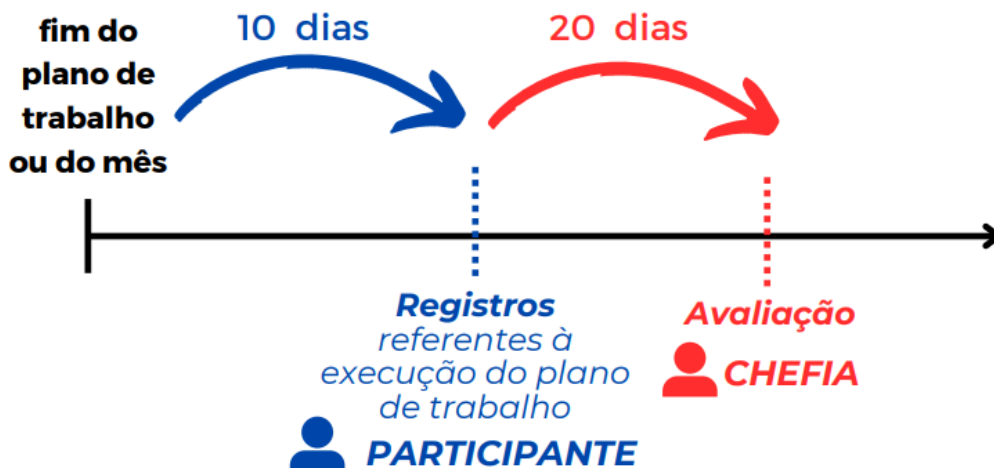 fim do
plano de
trabalho
ou do mês
10 dias
20 dias
Registros
referentes à
execução do plano
de trabalho
PARTICIPANTE
Avaliação
CHEFIA